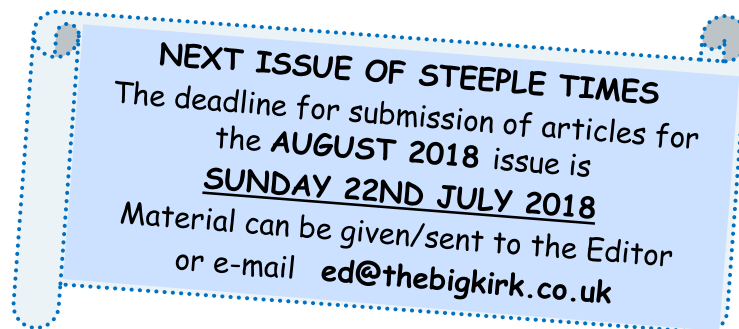 NEXT ISSUE OF STEEPLE TIMES
The deadline for submission of articles for
the AUGUST 2018 issue is
SUNDAY 22ND JULY 2018
Material can be given/sent to the Editor
or e-mail ed@thebigkirk.co.uk